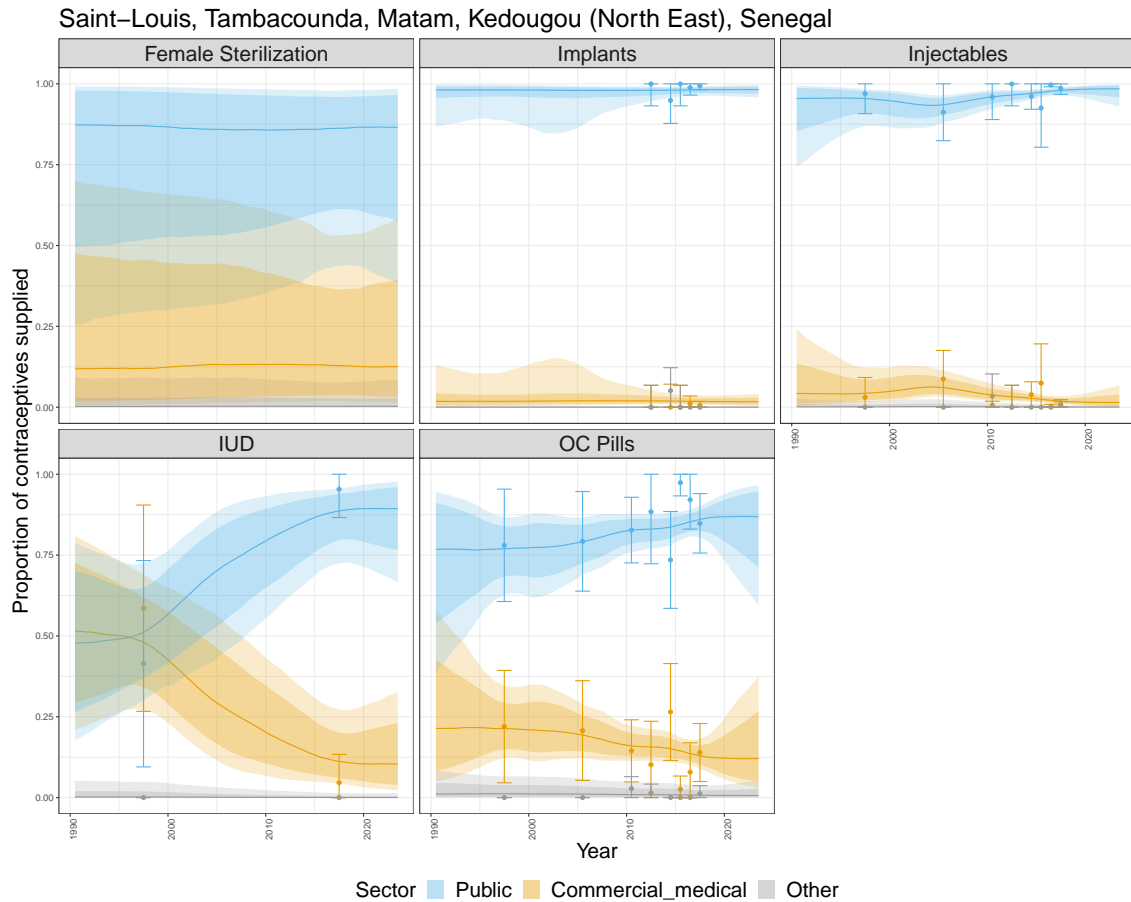 Saint−Louis, Tambacounda, Matam, Kedougou (North East), Senegal
Female Sterilization Implants Injectables
1.00
0.75
0.50
0.25
0.00
1990 2000 2010 2020
IUD OC Pills
1.00
0.75
0.50
0.25
0.00
1990 2000 2010 2020 1990 2000 2010 2020
Proportion of contraceptives supplied
Year
Sector Public Commercial_medical Other